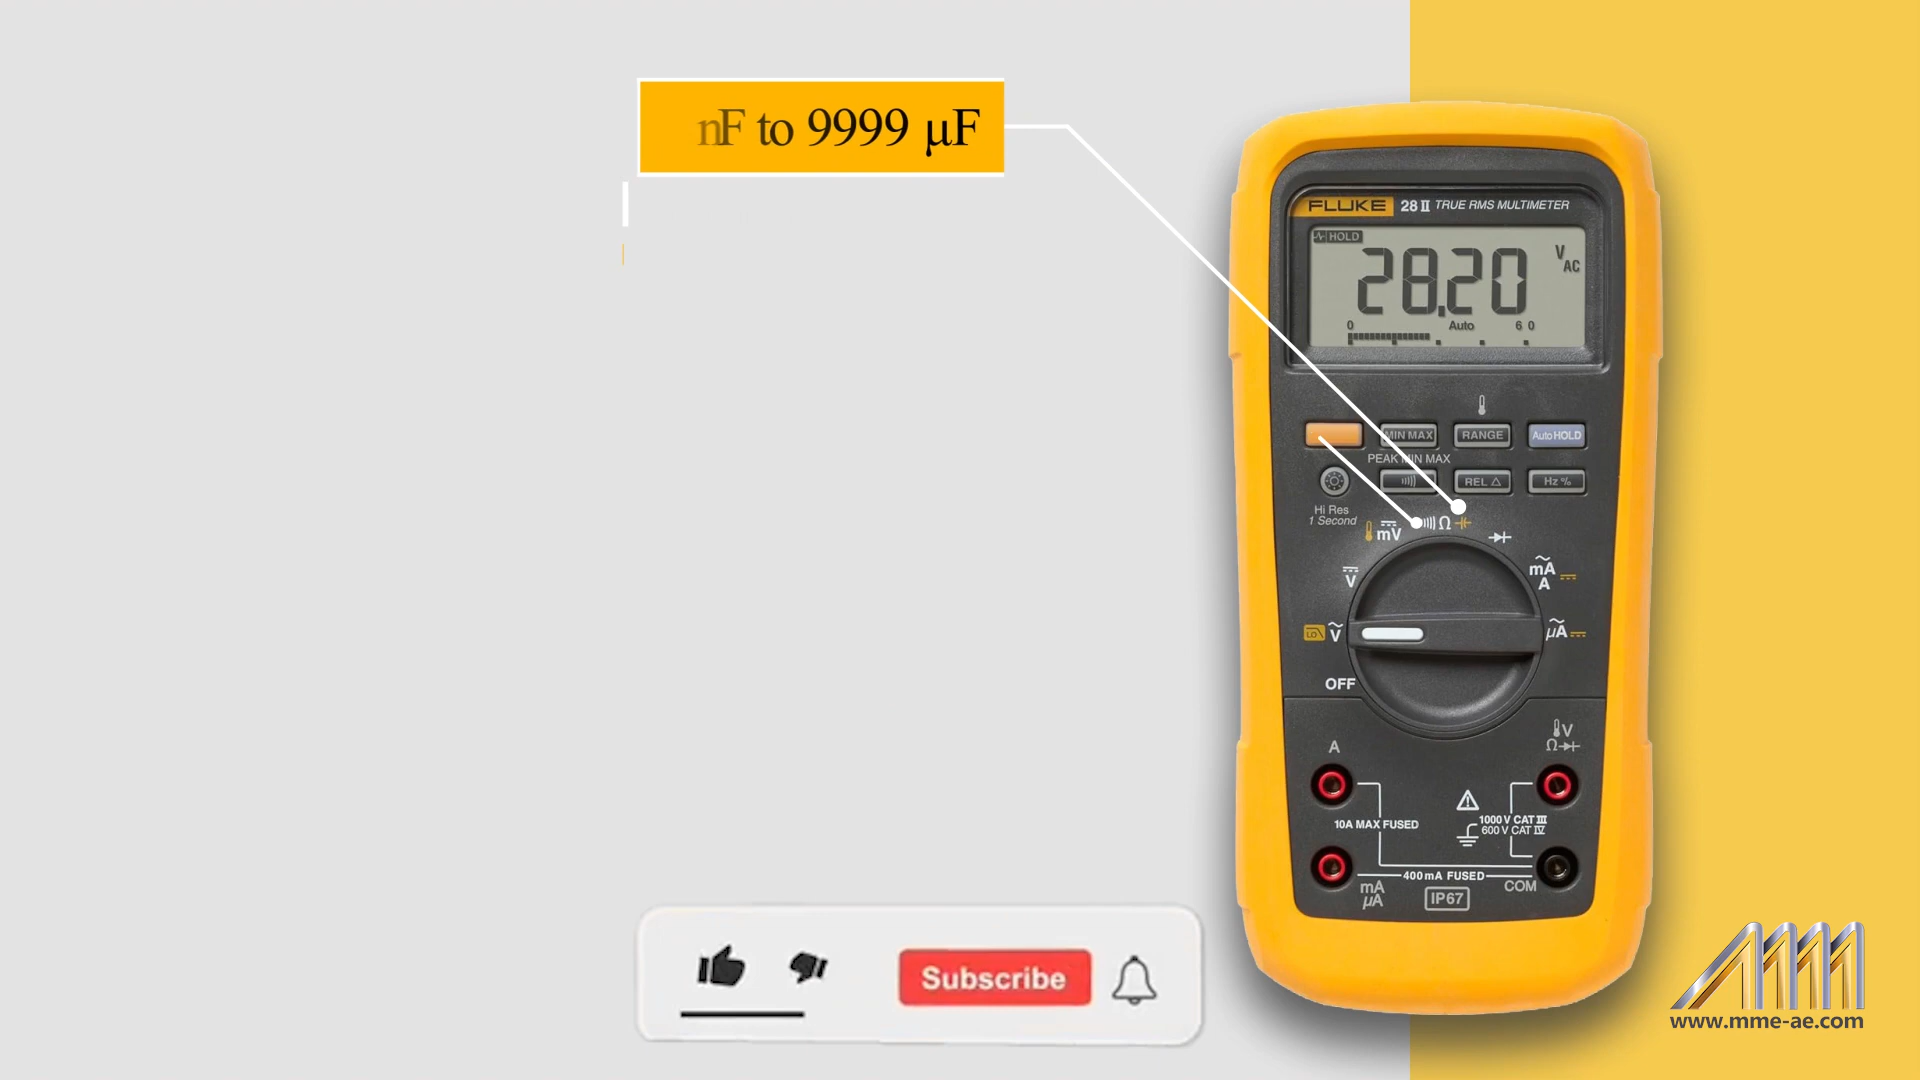 nF to 9999 µF
FLUKE 28 II TRUE RMS MULTIMETER
HOLD
28.20 V AC
0 Auto 6 0
MIN MAX RANGE AutoHOLD
PEAK MIN MAX
REL △ Hz %
Hi Res
1 Second
mV Ω
V mA
A
LO V µA
OFF
A V
Ω
10A MAX FUSED 1000 V CAT III
600 V CAT IV
400mA FUSED
mA COM
µA IP67
Subscribe
www.mme-ae.com